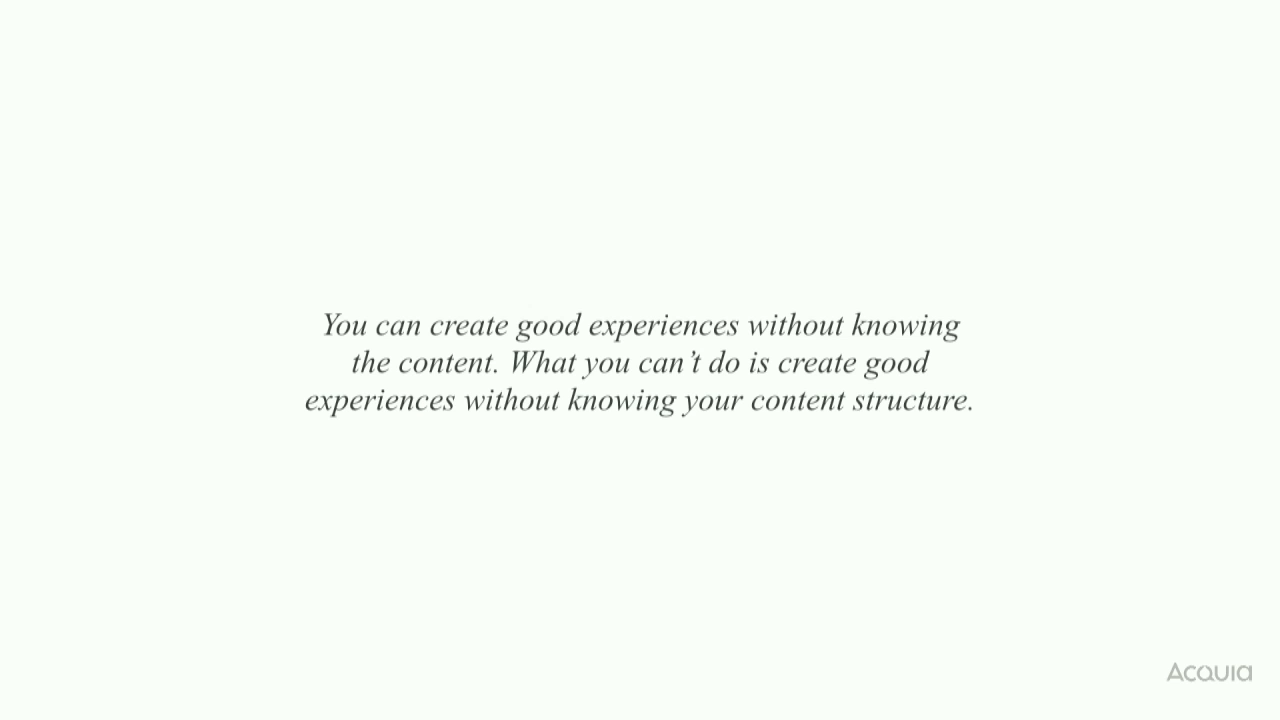 You can create good experiences without knowing
the content. What you can’t do is create good
experiences without knowing your content structure.
Acquia